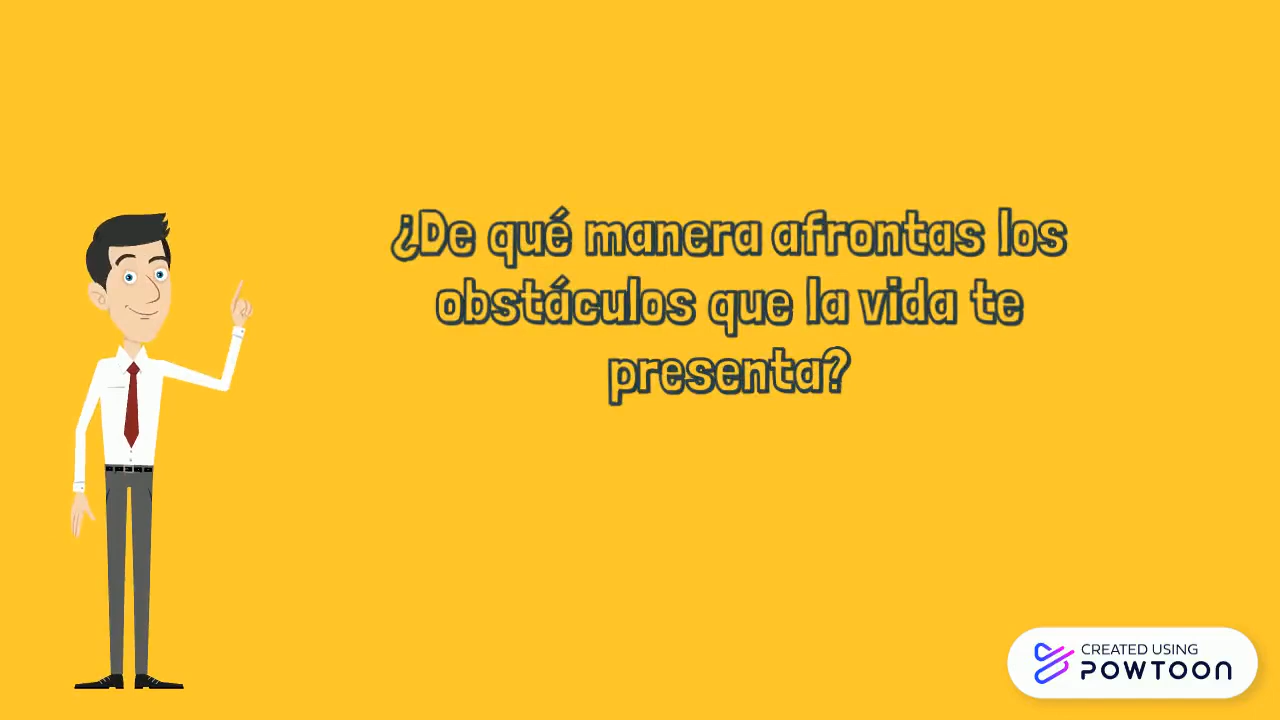 ¿De qué manera afrontas los
obstáculos que la vida te
presenta?
CREATED USING
POWTOON